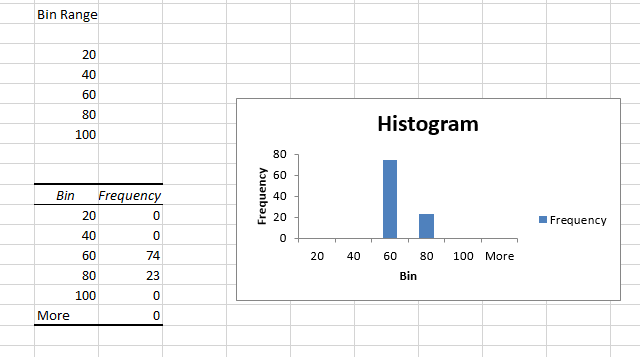 Bin Range
20
40
60
80
100
Bin Frequency
20 0
40 0
60 74
80 23
100 0
More 0
Histogram
80
60
40
20
0
Frequency
20 40 60 80 100 More
Bin
Frequency